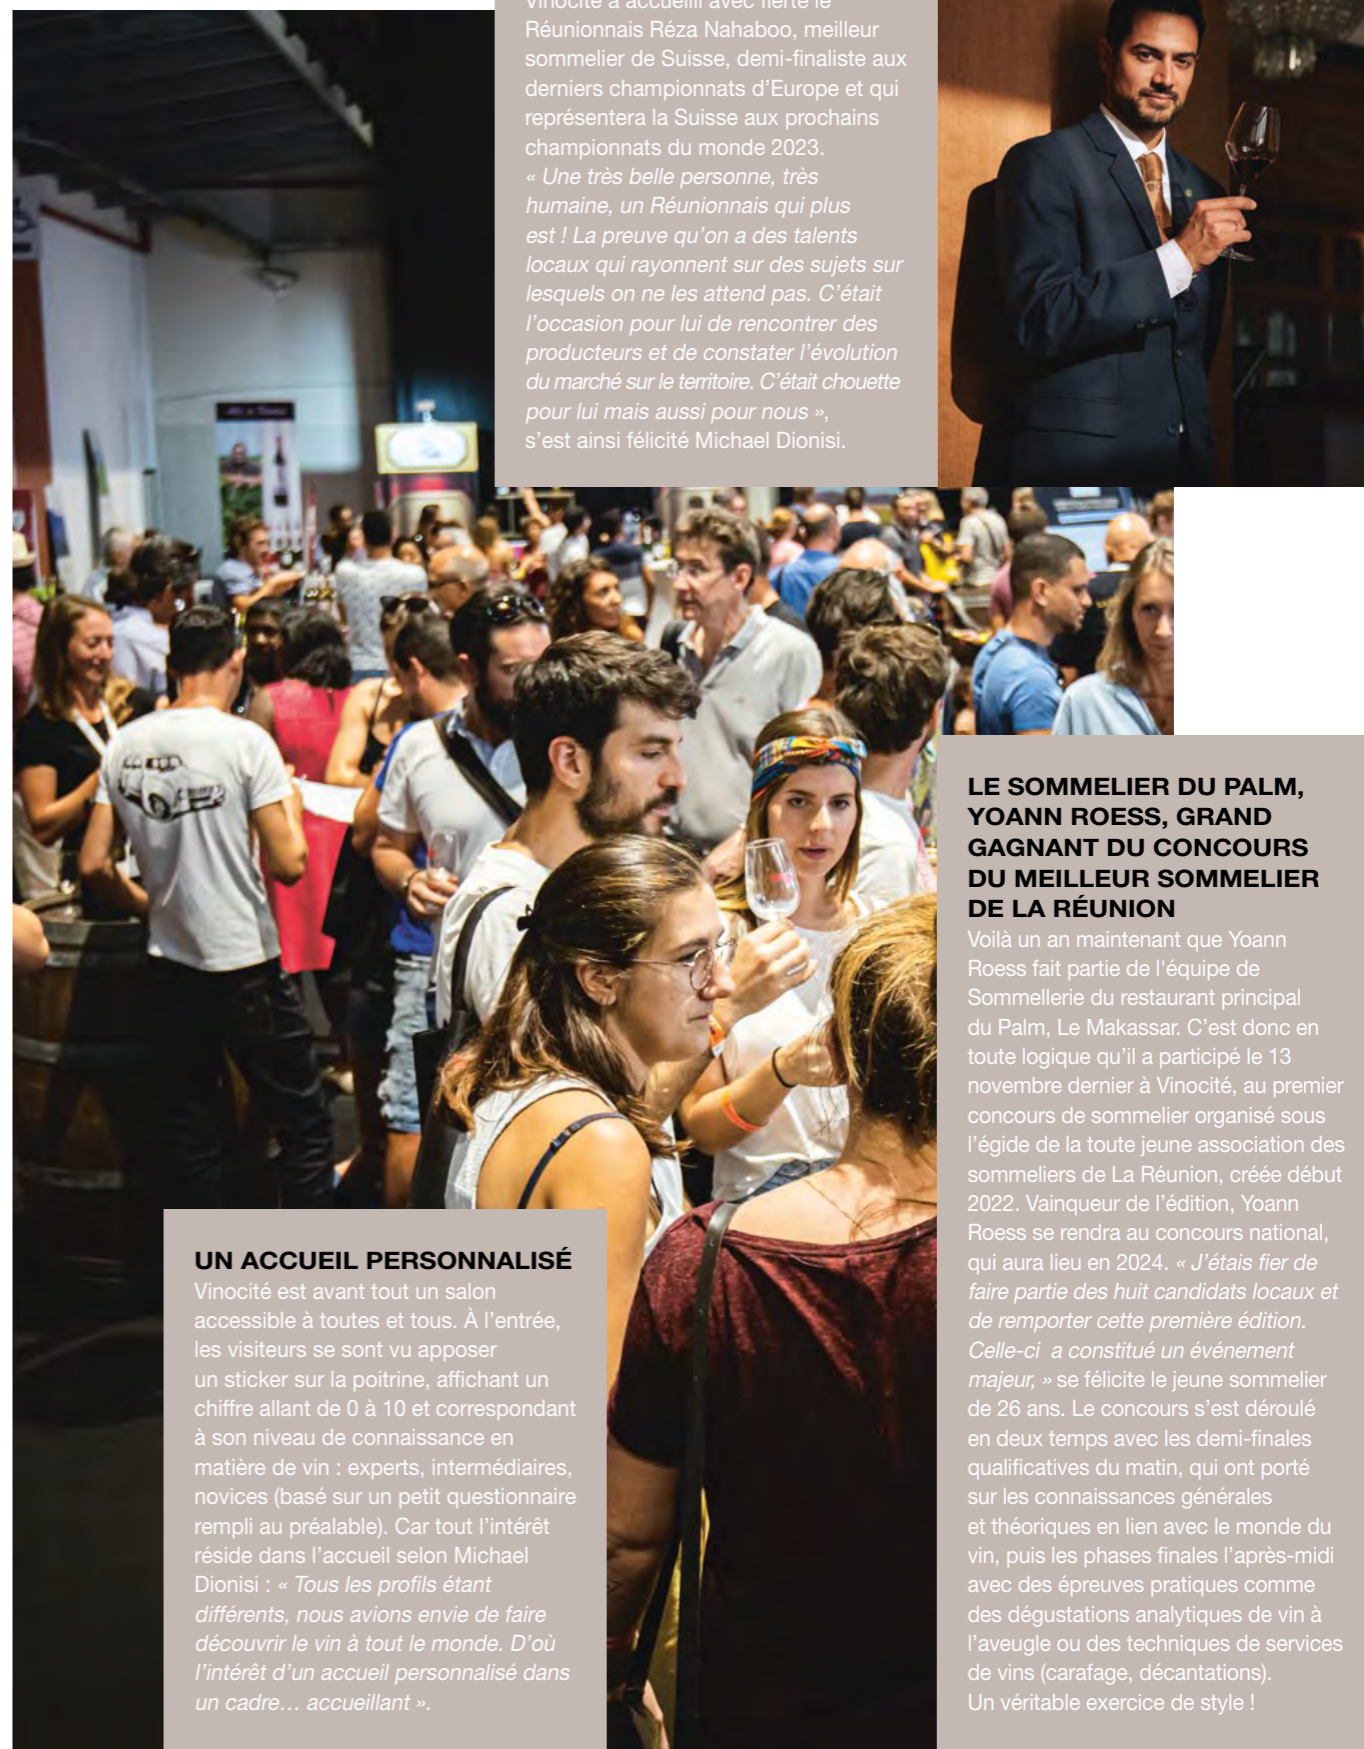 Vinocité a accueilli avec fierté le
Réunionnais Réza Nahaboo, meilleur
sommelier de Suisse, demi-finaliste aux
derniers championnats d'Europe et qui
représentera la Suisse aux prochains
championnats du monde 2023.
« Une très belle personne, très
humaine, un Réunionnais qui plus
est ! La preuve qu'on a des talents
locaux qui rayonnent sur des sujets sur
lesquels on ne les attend pas. C'était
l'occasion pour lui de rencontrer des
producteurs et de constater l'évolution
du marché sur le territoire. C'était chouette
pour lui mais aussi pour nous »,
s'est ainsi félicité Michael Dionisi.
UN ACCUEIL PERSONNALISÉ
Vinocité est avant tout un salon
accessible à toutes et tous. À l'entrée,
les visiteurs se sont vu apposer
un sticker sur la poitrine, affichant un
chiffre allant de 0 à 10 et correspondant
à son niveau de connaissance en
matière de vin : experts, intermédiaires,
novices (basé sur un petit questionnaire
rempli au préalable). Car tout l'intérêt
réside dans l'accueil selon Michael
Dionisi : « Tous les profils étant
différents, nous avions envie de faire
découvrir le vin à tout le monde. D'où
l'intérêt d'un accueil personnalisé dans
un cadre… accueillant ».
LE SOMMELIER DU PALM,
YOANN ROESS, GRAND
GAGNANT DU CONCOURS
DU MEILLEUR SOMMELIER
DE LA RÉUNION
Voilà un an maintenant que Yoann
Roess fait partie de l'équipe de
Sommellerie du restaurant principal
du Palm, Le Makassar. C'est donc en
toute logique qu'il a participé le 13
novembre dernier à Vinocité, au premier
concours de sommelier organisé sous
l'égide de la toute jeune association des
sommeliers de La Réunion, créée début
2022. Vainqueur de l'édition, Yoann
Roess se rendra au concours national,
qui aura lieu en 2024. « J'étais fier de
faire partie des huit candidats locaux et
de remporter cette première édition.
Celle-ci a constitué un événement
majeur, » se félicite le jeune sommelier
de 26 ans. Le concours s'est déroulé
en deux temps avec les demi-finales
qualificatives du matin, qui ont porté
sur les connaissances générales
et théoriques en lien avec le monde du
vin, puis les phases finales l'après-midi
avec des épreuves pratiques comme
des dégustations analytiques de vin à
l'aveugle ou des techniques de services
de vins (carafage, décantations).
Un véritable exercice de style !